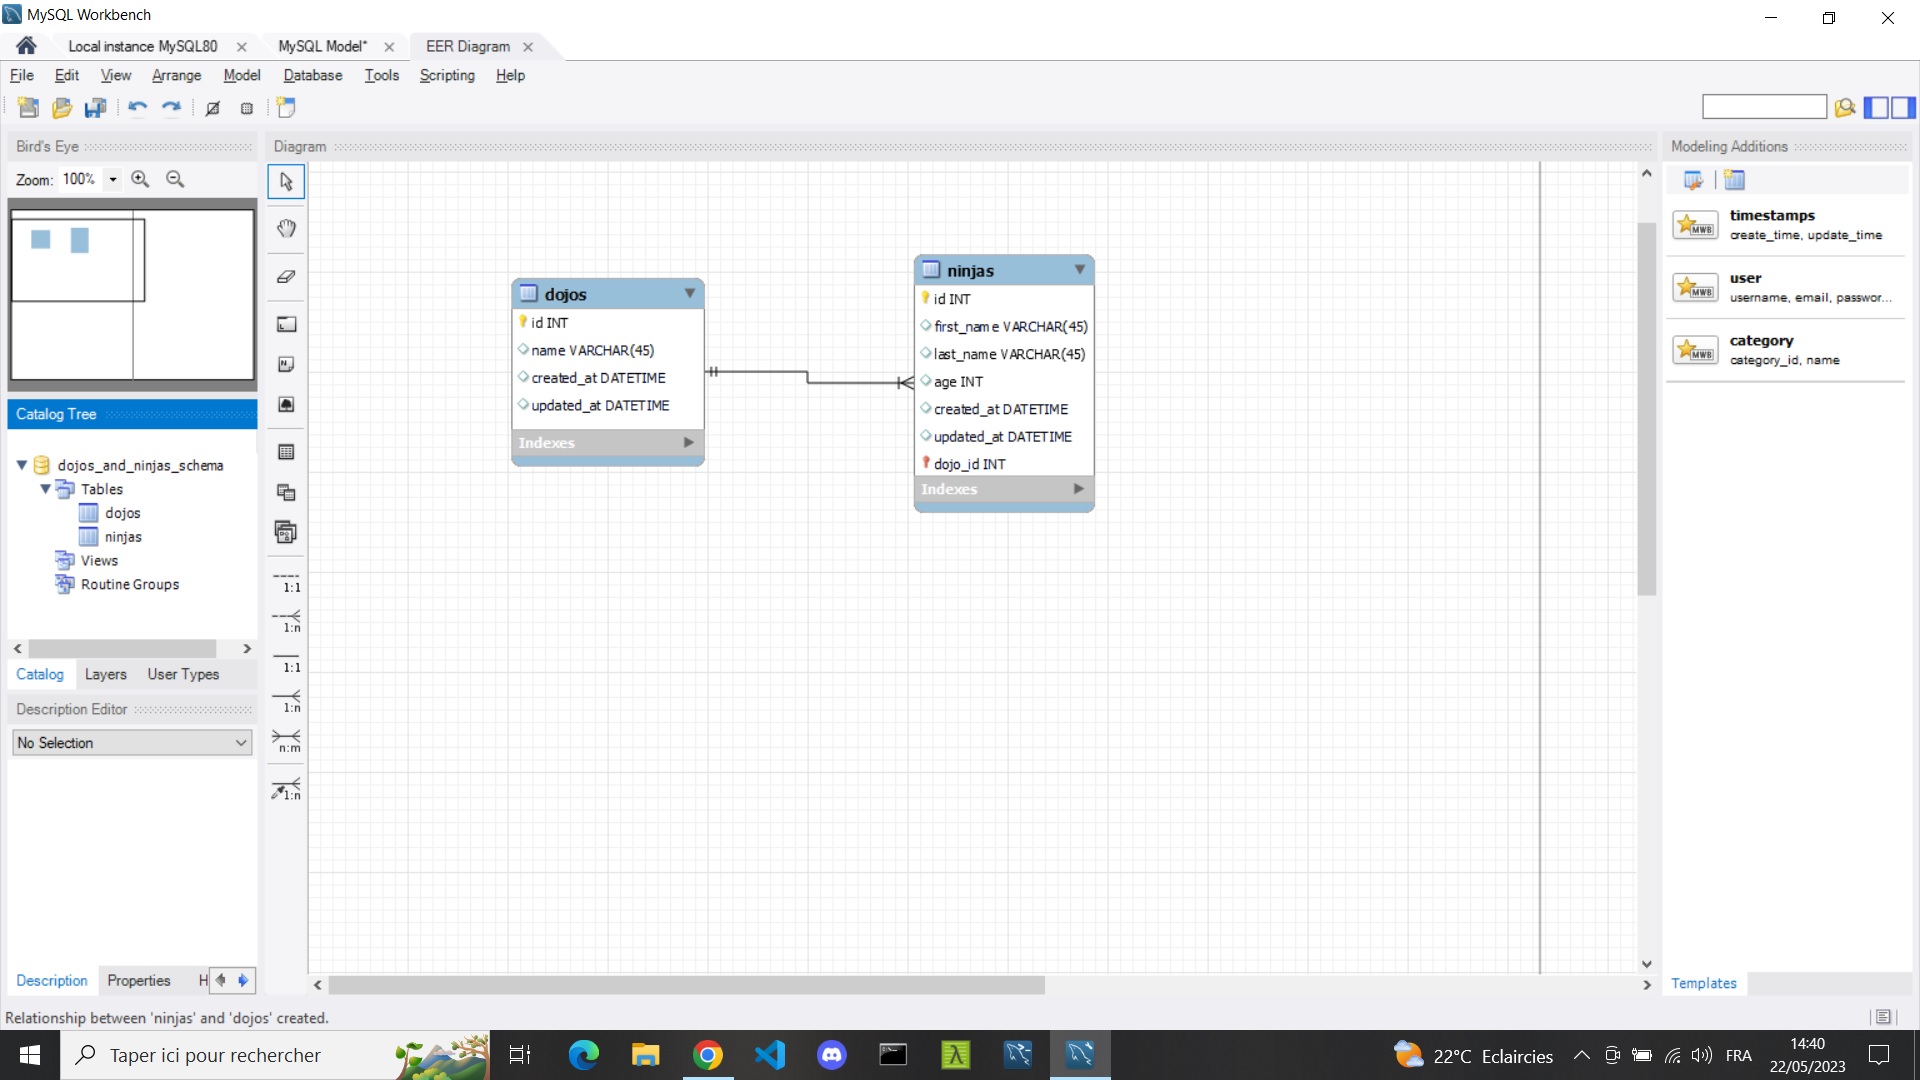 MySQL Workbench
Local instance MySQL80
MySQL Model*
EER Diagram
File Edit View Arrange Model Database Tools Scripting Help
Bird's Eye
Zoom: 100%
Catalog Tree
dojos_and_ninjas_schema
Tables
dojos
ninjas
Views
Routine Groups
Catalog Layers User Types
Description Editor
No Selection
Description Properties H
Diagram
1:1
1:n
1:1
1:n
n:m
1:n
dojos
id INT
name VARCHAR(45)
created_at DATETIME
updated_at DATETIME
Indexes
ninjas
id INT
first_name VARCHAR(45)
last_name VARCHAR(45)
age INT
created_at DATETIME
updated_at DATETIME
dojo_id INT
Indexes
Modeling Additions
MWB
timestamps
create_time, update_time
MWB
user
username, email, passwor...
MWB
category
category_id, name
Templates
Relationship between 'ninjas' and 'dojos' created.
Taper ici pour rechercher
22°C Eclaircies
FRA
14:40
22/05/2023